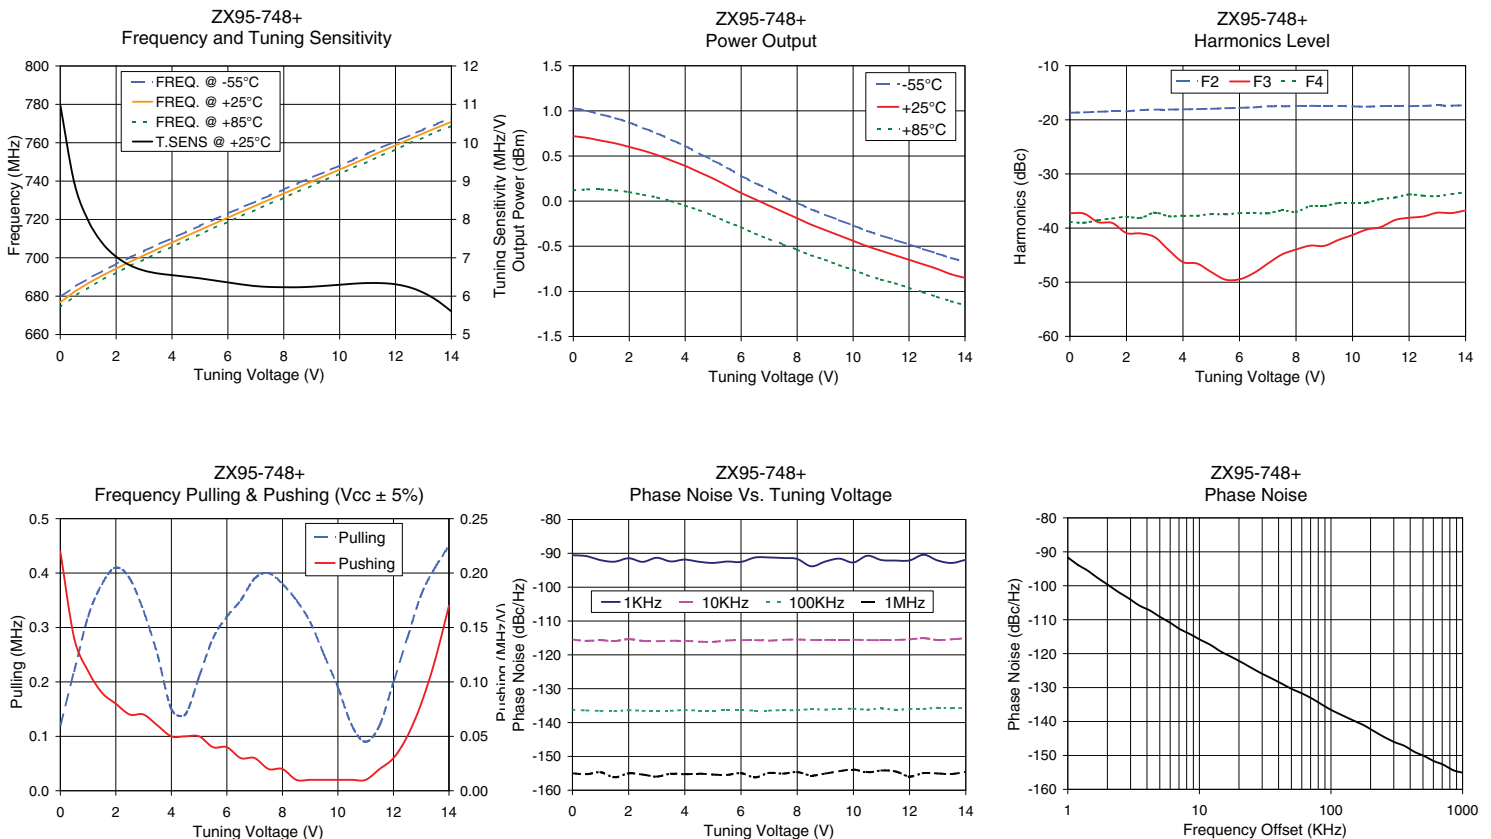 ZX95-748+
Frequency and Tuning Sensitivity
800
780
760
740
720
700
680
660
Frequency (MHz)
FREQ. @ -55°C
FREQ. @ +25°C
FREQ. @ +85°C
T.SENS @ +25°C
12
11
10
9
8
7
6
5
Tuning Sensitivity (MHz/V)
0 2 4 6 8 10 12 14
Tuning Voltage (V)
ZX95-748+
Power Output
1.5
1.0
0.5
0.0
-0.5
-1.0
-1.5
Output Power (dBm)
-55°C
+25°C
+85°C
0 2 4 6 8 10 12 14
Tuning Voltage (V)
ZX95-748+
Harmonics Level
-10
-20
-30
-40
-50
-60
Harmonics (dBc)
F2 F3 F4
0 2 4 6 8 10 12 14
Tuning Voltage (V)
ZX95-748+
Frequency Pulling & Pushing (Vcc ± 5%)
0.5
0.4
0.3
0.2
0.1
0.0
Pulling (MHz)
Pulling
Pushing
0.25
0.20
0.15
0.10
0.05
0.00
Pushing (MHz/V)
0 2 4 6 8 10 12 14
Tuning Voltage (V)
ZX95-748+
Phase Noise Vs. Tuning Voltage
-80
-90
-100
-110
-120
-130
-140
-150
-160
Phase Noise (dBc/Hz)
1KHz 10KHz 100KHz 1MHz
0 2 4 6 8 10 12 14
Tuning Voltage (V)
ZX95-748+
Phase Noise
-80
-90
-100
-110
-120
-130
-140
-150
-160
Phase Noise (dBc/Hz)
1 10 100 1000
Frequency Offset (KHz)